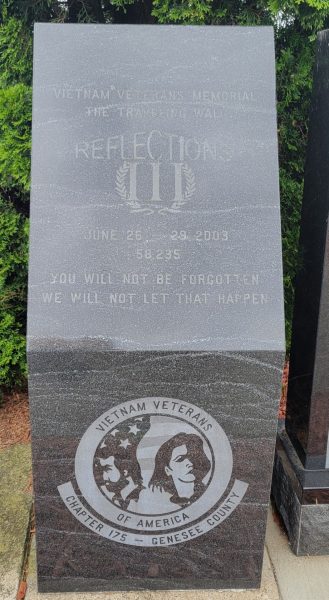 VIETNAM VETERANS MEMORIAL
THE TRAVELING WALL
REFLECTIONS
III
JUNE 26 - 29 2003
58,235
YOU WILL NOT BE FORGOTTEN
WE WILL NOT LET THAT HAPPEN
VIETNAM VETERANS
OF AMERICA
CHAPTER 175 - GENESEE COUNTY